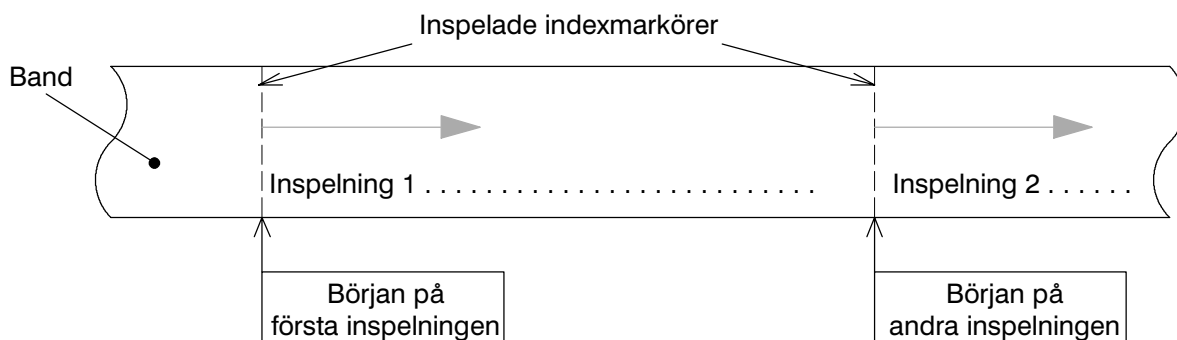 Inspelade indexmarkörer
Band
Inspelning 1 . . . . . . . . . . . . . . . . . . . . . . . . . .
Inspelning 2 . . . . . .
Början på
första inspelningen
Början på
andra inspelningen